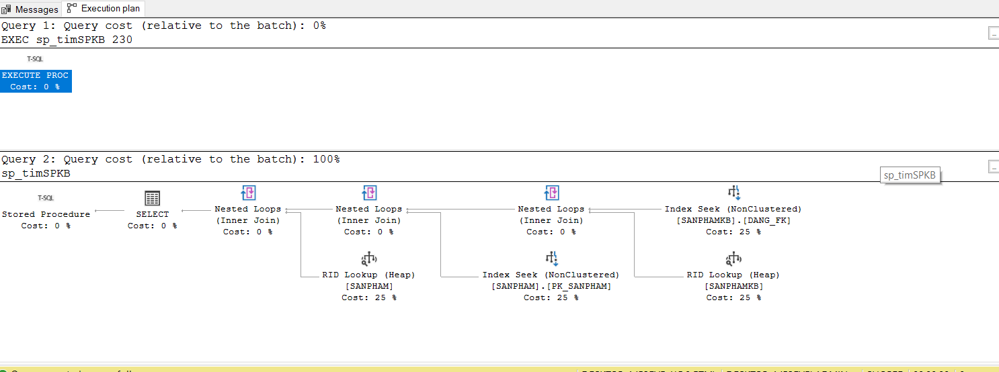 Messages Execution plan
Query 1: Query cost (relative to the batch): 0%
EXEC sp_timSPKB 230
T-SQL
EXECUTE PROC
Cost: 0 %
Query 2: Query cost (relative to the batch): 100%
sp_timSPKB
sp_timSPKB
T-SQL
Stored Procedure
Cost: 0 %
SELECT
Cost: 0 %
Nested Loops
(Inner Join)
Cost: 0 %
Nested Loops
(Inner Join)
Cost: 0 %
Nested Loops
(Inner Join)
Cost: 0 %
Index Seek (NonClustered)
[SANPHAMKB].[DANG_FK]
Cost: 25 %
RID Lookup (Heap)
[SANPHAM]
Cost: 25 %
Index Seek (NonClustered)
[SANPHAM].[PK_SANPHAM]
Cost: 25 %
RID Lookup (Heap)
[SANPHAMKB]
Cost: 25 %